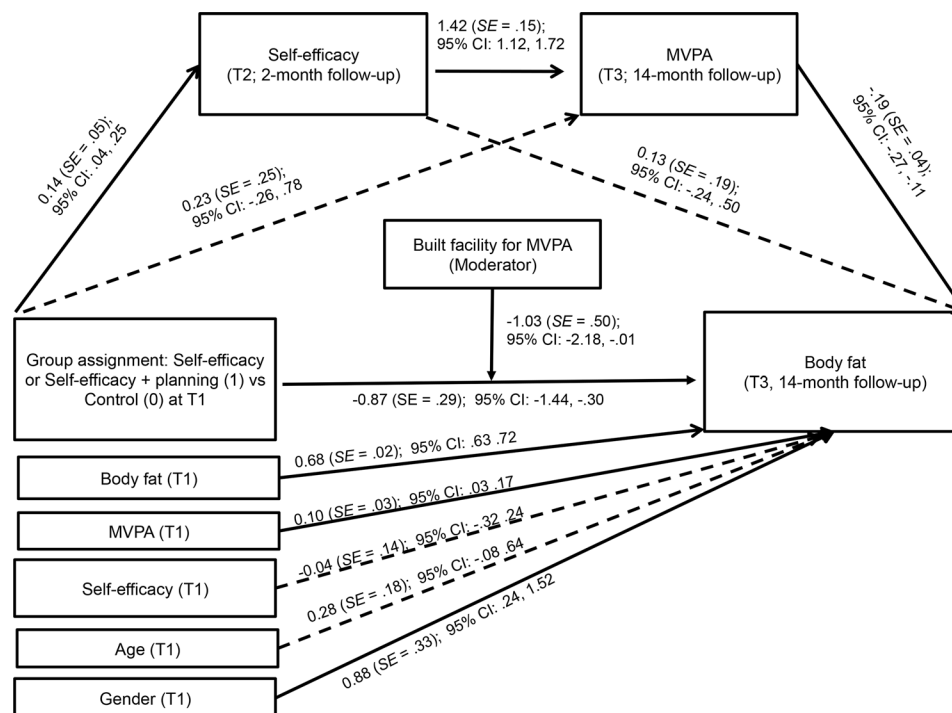 Self-efficacy
(T2; 2-month follow-up)
1.42 (SE = .15);
95% CI: 1.12, 1.72
MVPA
(T3; 14-month follow-up)
0.14 (SE = .05);
95% CI: .04, .25
0.23 (SE = .25);
95% CI: -.26, .78
0.13 (SE = .19);
95% CI: -.24, .50
-.19 (SE = .04);
95% CI: -.27, -.11
Built facility for MVPA
(Moderator)
-1.03 (SE = .50);
95% CI: -2.18, -.01
Group assignment: Self-efficacy
or Self-efficacy + planning (1) vs
Control (0) at T1
-0.87 (SE = .29); 95% CI: -1.44, -.30
Body fat
(T3, 14-month follow-up)
Body fat (T1)
0.68 (SE = .02); 95% CI: .63 .72
MVPA (T1)
0.10 (SE = .03); 95% CI: .03 .17
Self-efficacy (T1)
-0.04 (SE = .14); 95% CI: -.32 .24
Age (T1)
0.28 (SE = .18); 95% CI: -.08 .64
Gender (T1)
0.88 (SE = .33); 95% CI: .24, 1.52